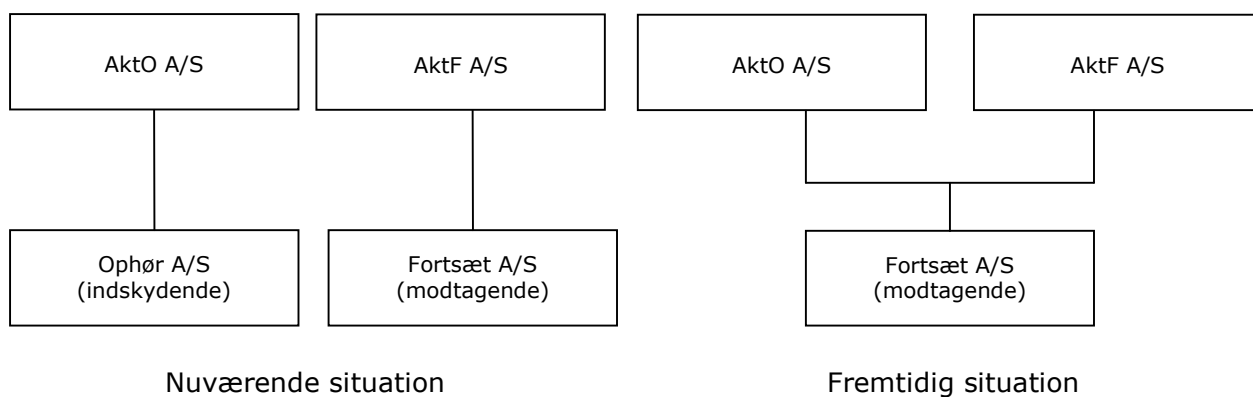 AktO A/S
AktF A/S
Ophør A/S
(indskydende)
Fortsæt A/S
(modtagende)
Nuværende situation
AktO A/S
AktF A/S
Fortsæt A/S
(modtagende)
Fremtidig situation